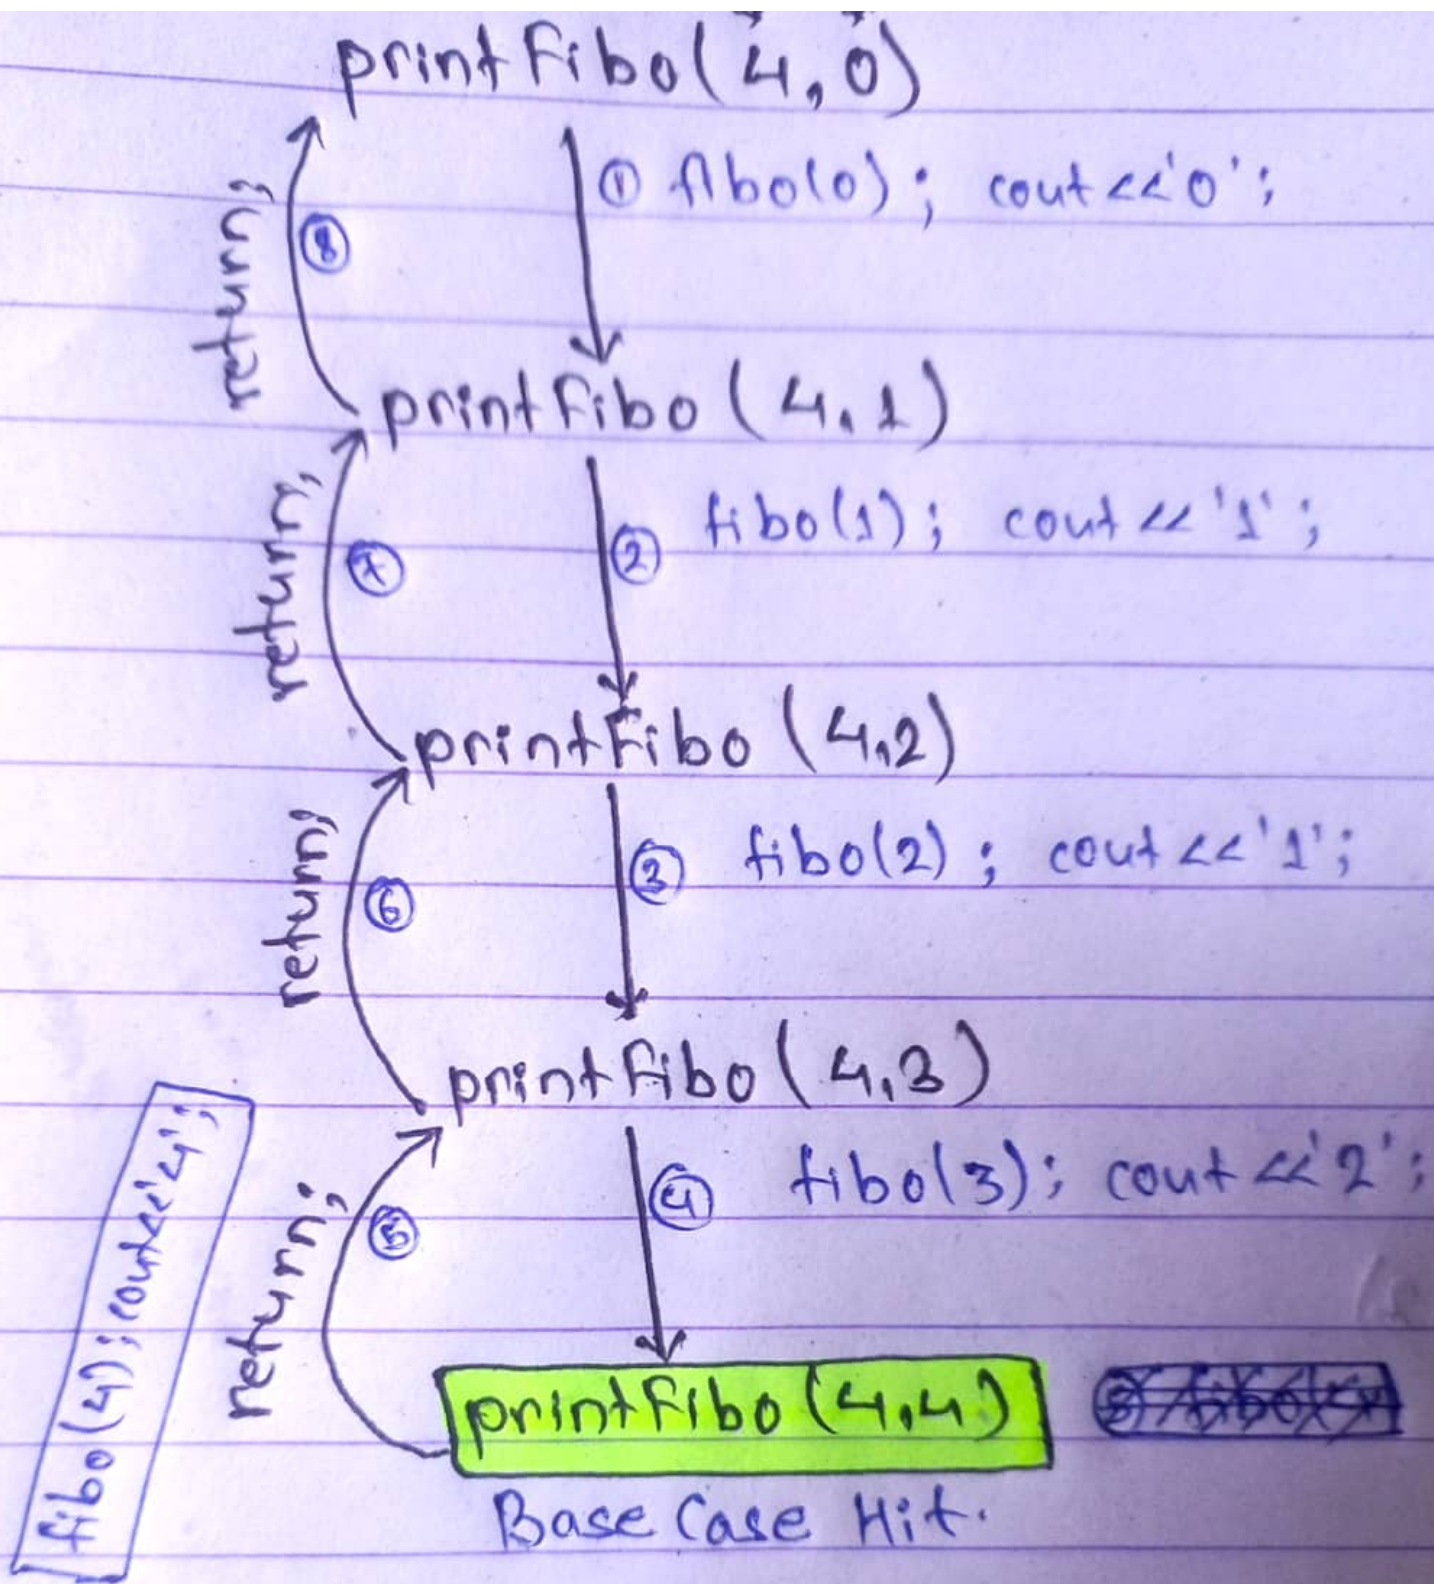 printFibo(4,0)
① fibo(0); cout<<'0';
return;
⑧
printFibo(4,1)
② fibo(1); cout<<'1';
return;
⑦
printFibo(4,2)
③ fibo(2); cout<<'1';
return;
⑥
printFibo(4,3)
④ fibo(3); cout<<'2';
return;
⑤
fibo(4); cout<<'4';
printFibo(4,4)
Base Case Hit.